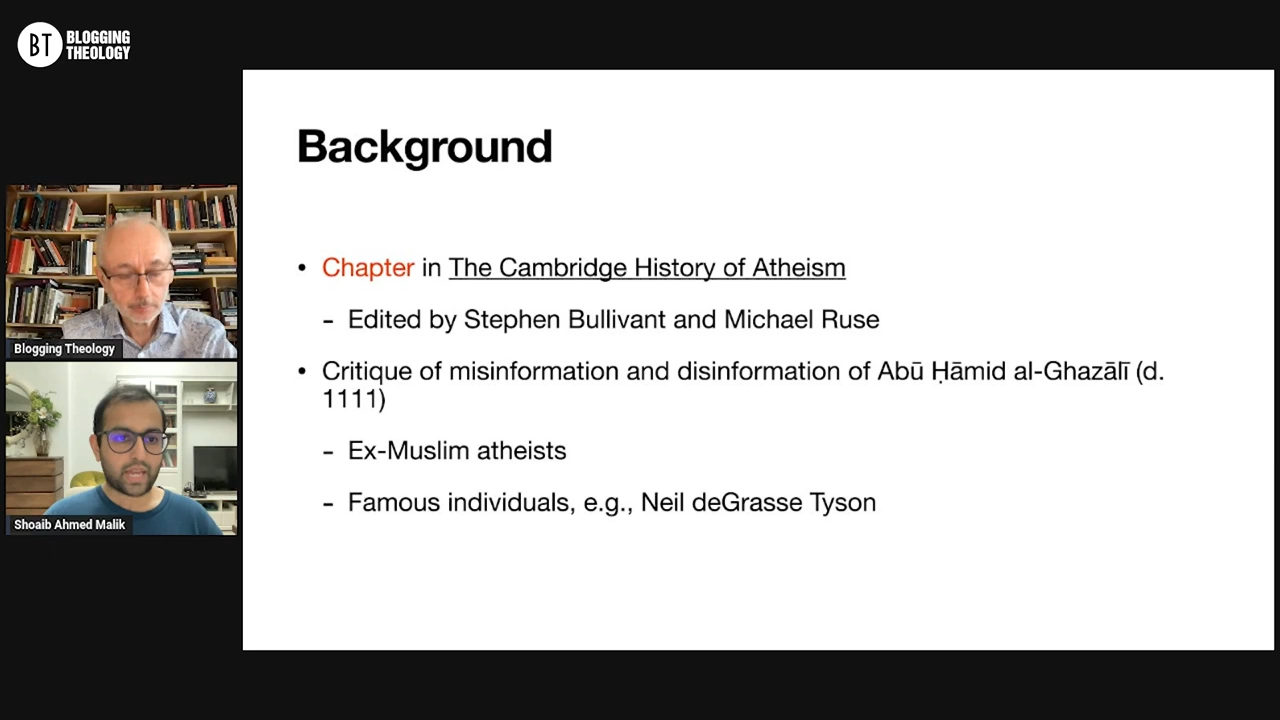 BT BLOGGING
THEOLOGY
Background
• Chapter in The Cambridge History of Atheism
- Edited by Stephen Bullivant and Michael Ruse
• Critique of misinformation and disinformation of Abū Ḥāmid al-Ghazālī (d.
1111)
- Ex-Muslim atheists
- Famous individuals, e.g., Neil deGrasse Tyson
Blogging Theology
Shoaib Ahmed Malik